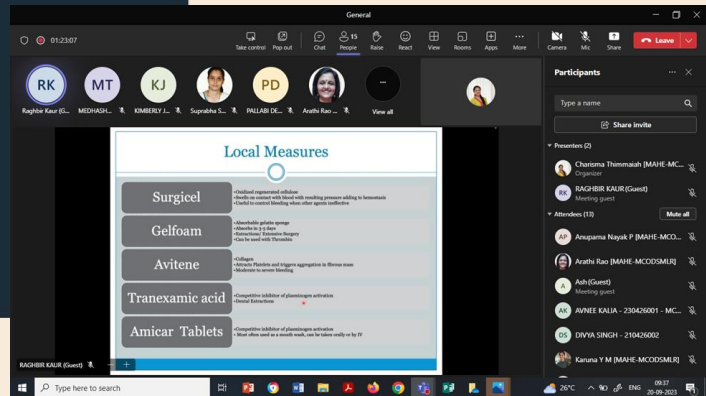 General
01:23:07
Take control
Pop out
Chat
15
People
Raise
React
View
Rooms
Apps
More
Camera
Mic
Share
Leave
RK
MT
KJ
PD
Raghbir Kaur (G...
MEDHASH...
KIMBERLY J...
Suprabha S...
PALLABI DE...
Arathi Rao ...
View all
Local Measures
Surgicel
•Oxidized regenerated cellulose
•Swells on contact with blood with resulting pressure adding to hemostasis
•Useful to control bleeding when other agents ineffective
Gelfoam
•Absorbable gelatin sponge
•Absorbs in 3-5 days
•Extractions/ Extensive Surgery
•Can be used with Thrombin
Avitene
•Collagen
•Attracts Platelets and triggers aggregation in fibrous mass
•Moderate to severe bleeding
Tranexamic acid
•Competitive inhibitor of plasminogen activation
•Dental Extractions
Amicar Tablets
•Competitive inhibitor of plasminogen activation
• Most often used as a mouth wash, can be taken orally or by IV
RAGHBIR KAUR (Guest)
Participants
Type a name
Share invite
Presenters (2)
Charisma Thimmaiah [MAHE-MC...
Organizer
RK
RAGHBIR KAUR (Guest)
Meeting guest
Attendees (13)
Mute all
AP
Anupama Nayak P [MAHE-MCO...
Arathi Rao [MAHE-MCODSMLR]
A
Ash (Guest)
Meeting guest
AK
AVNEE KALIA - 230426001 - MC...
DS
DIVYA SINGH - 210426002
Karuna Y M [MAHE-MCODSMLR]
Type here to search
26°C
ENG
09:37
20-09-2023